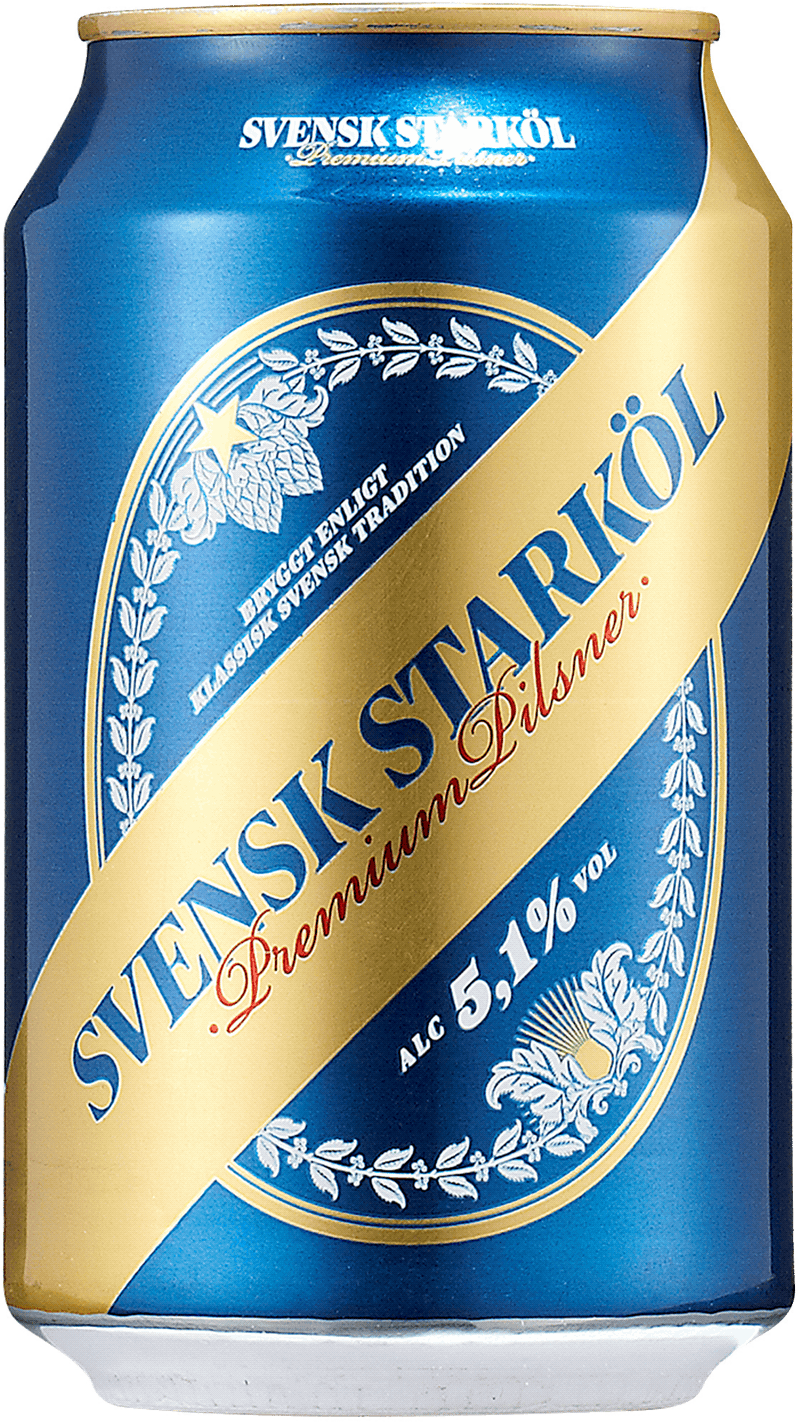 SVENSK STARKÖL
·Premium Pilsner·
BRYGGT ENLIGT
KLASSISK SVENSK TRADITION
SVENSK STARKÖL
·Premium Pilsner·
ALC 5,1% VOL